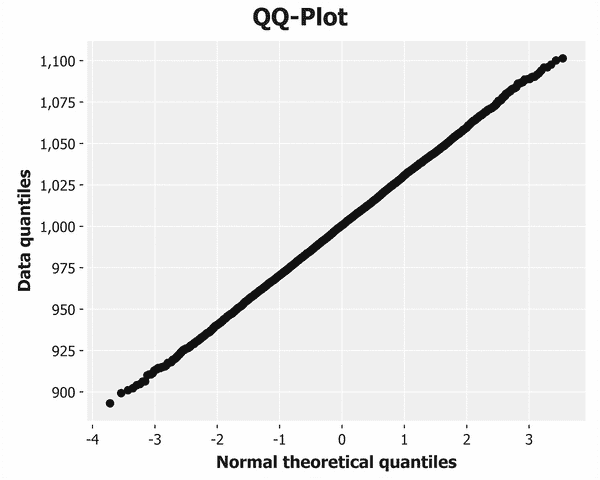 QQ-Plot
Data quantiles
1,100
1,075
1,050
1,025
1,000
975
950
925
900
-4 -3 -2 -1 0 1 2 3
Normal theoretical quantiles